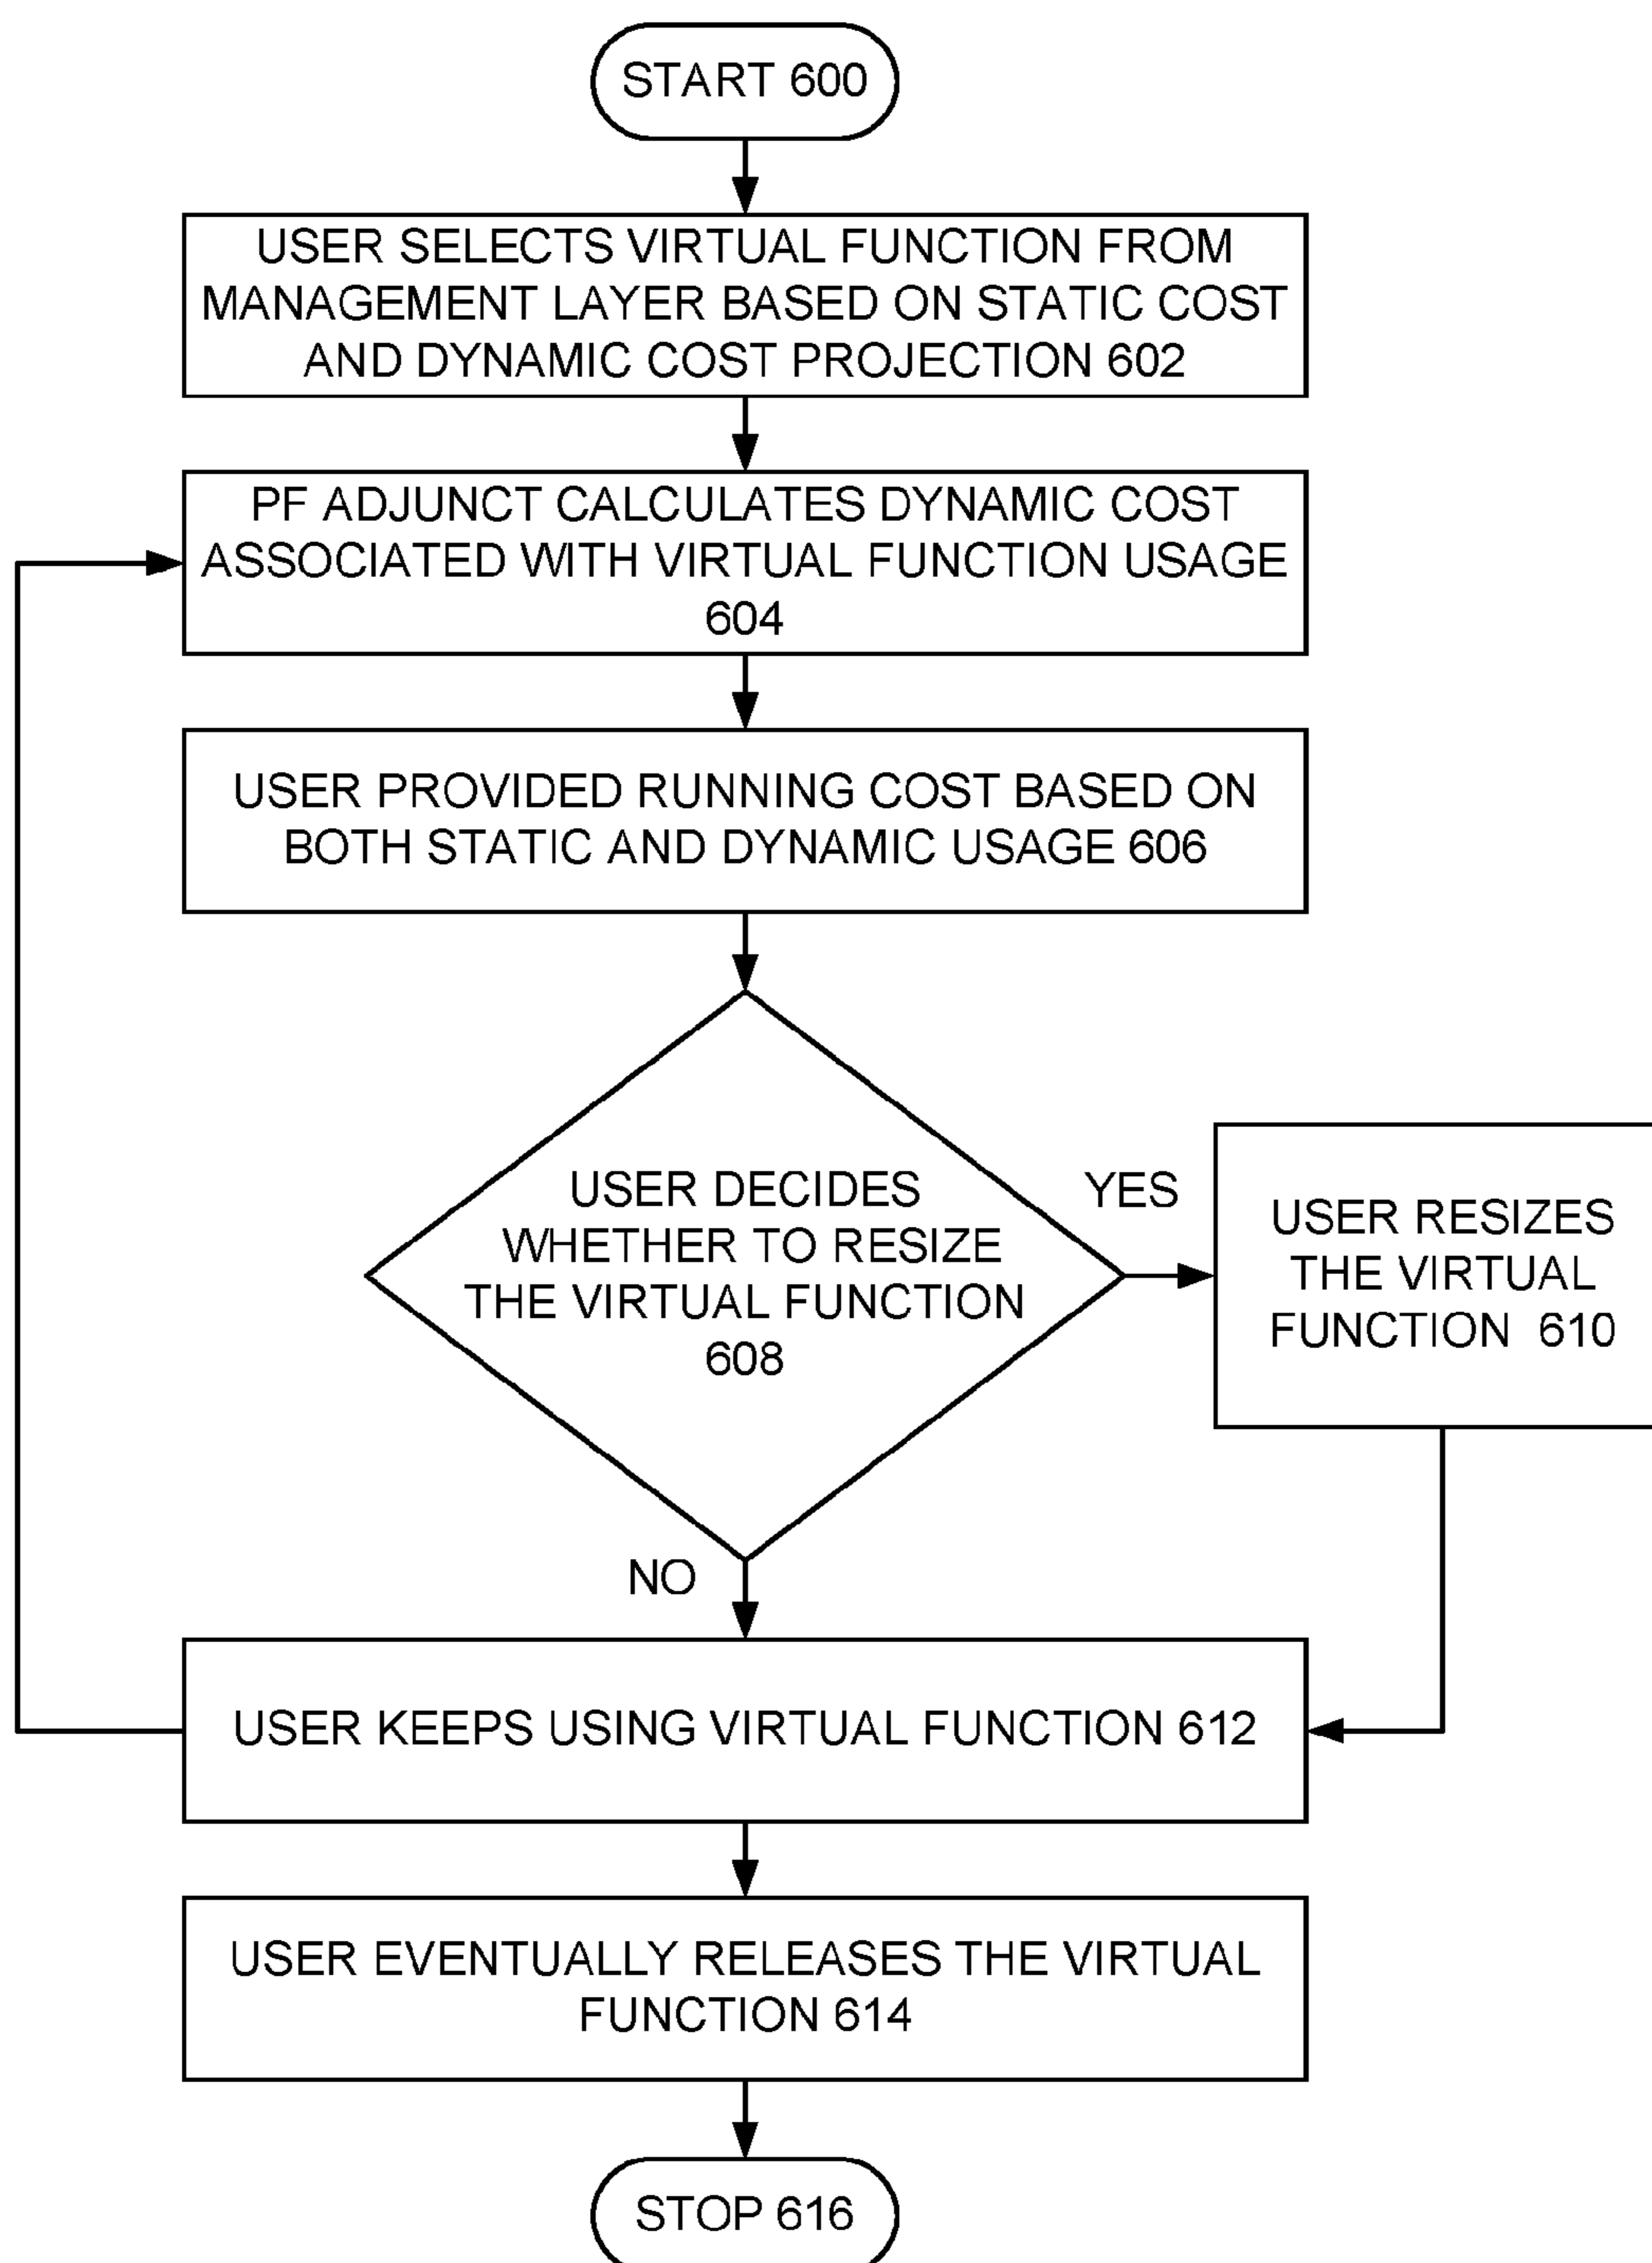 START 600
USER SELECTS VIRTUAL FUNCTION FROM
MANAGEMENT LAYER BASED ON STATIC COST
AND DYNAMIC COST PROJECTION 602
PF ADJUNCT CALCULATES DYNAMIC COST
ASSOCIATED WITH VIRTUAL FUNCTION USAGE
604
USER PROVIDED RUNNING COST BASED ON
BOTH STATIC AND DYNAMIC USAGE 606
USER DECIDES
WHETHER TO RESIZE
THE VIRTUAL FUNCTION
608
YES
USER RESIZES
THE VIRTUAL
FUNCTION 610
NO
USER KEEPS USING VIRTUAL FUNCTION 612
USER EVENTUALLY RELEASES THE VIRTUAL
FUNCTION 614
STOP 616